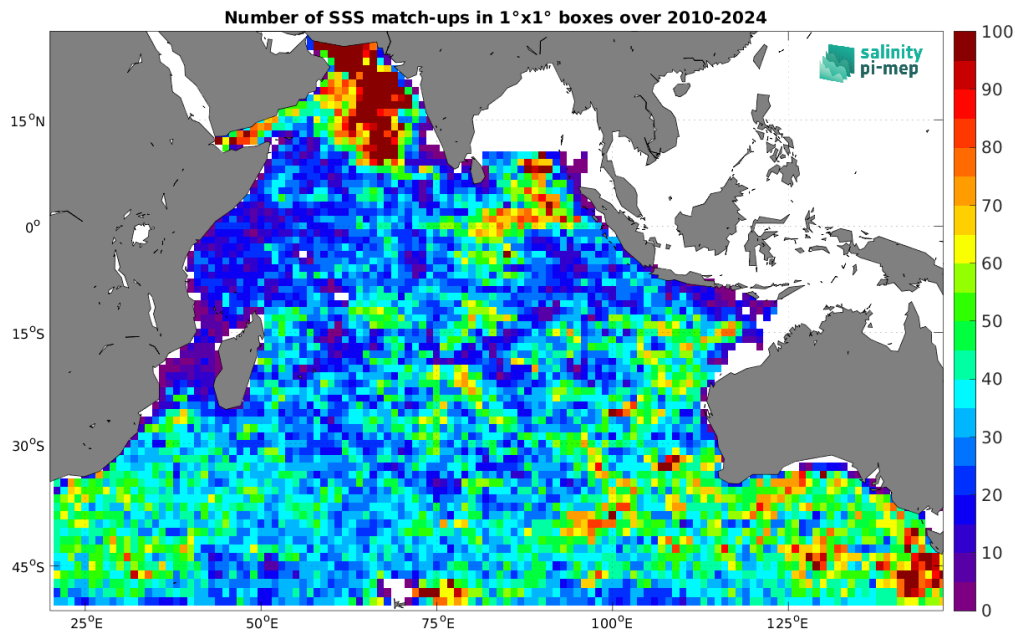 Number of SSS match-ups in 1°x1° boxes over 2010-2024
salinity
pi-mep
100
90
80
70
60
50
40
30
20
10
0
15°N
0°
15°S
30°S
45°S
25°E
50°E
75°E
100°E
125°E